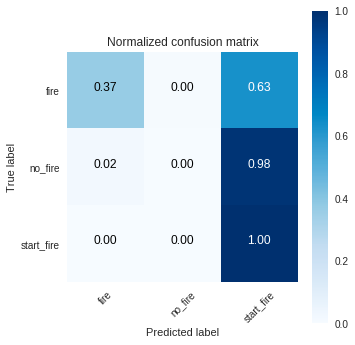 Normalized confusion matrix
True label
fire
no_fire
start_fire
0.37 0.00 0.63
0.02 0.00 0.98
0.00 0.00 1.00
fire
no_fire
start_fire
Predicted label
1.0
0.8
0.6
0.4
0.2
0.0